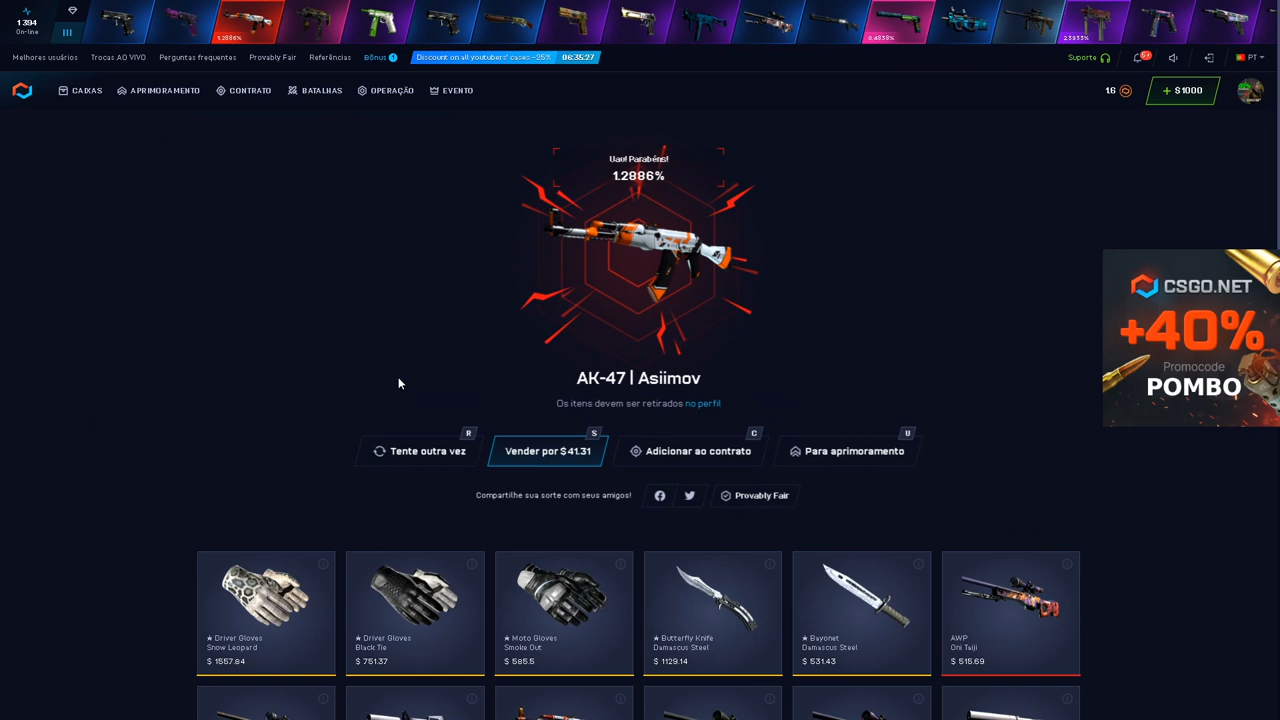 1 394
On-line
1.2886%
0.4838%
2.3933%
Melhores usuários
Trocas AO VIVO
Perguntas frequentes
Provably Fair
Referências
Bônus
Discount on all youtubers' cases -25%
06:35:27
Suporte
5+
PT
CAIXAS
APRIMORAMENTO
CONTRATO
BATALHAS
OPERAÇÃO
EVENTO
1.6
+ $1000
Uau! Parabéns!
1.2886%
CSGO.NET
+40%
Promocode
POMBO
AK-47 | Asiimov
Os itens devem ser retirados no perfil
R
S
C
U
Tente outra vez
Vender por $41.31
Adicionar ao contrato
Para aprimoramento
Compartilhe sua sorte com seus amigos!
Provably Fair
★ Driver Gloves
Snow Leopard
$ 1557.84
★ Driver Gloves
Black Tie
$ 751.37
★ Moto Gloves
Smoke Out
$ 585.5
★ Butterfly Knife
Damascus Steel
$ 1129.14
★ Bayonet
Damascus Steel
$ 531.43
AWP
Oni Taiji
$ 515.69